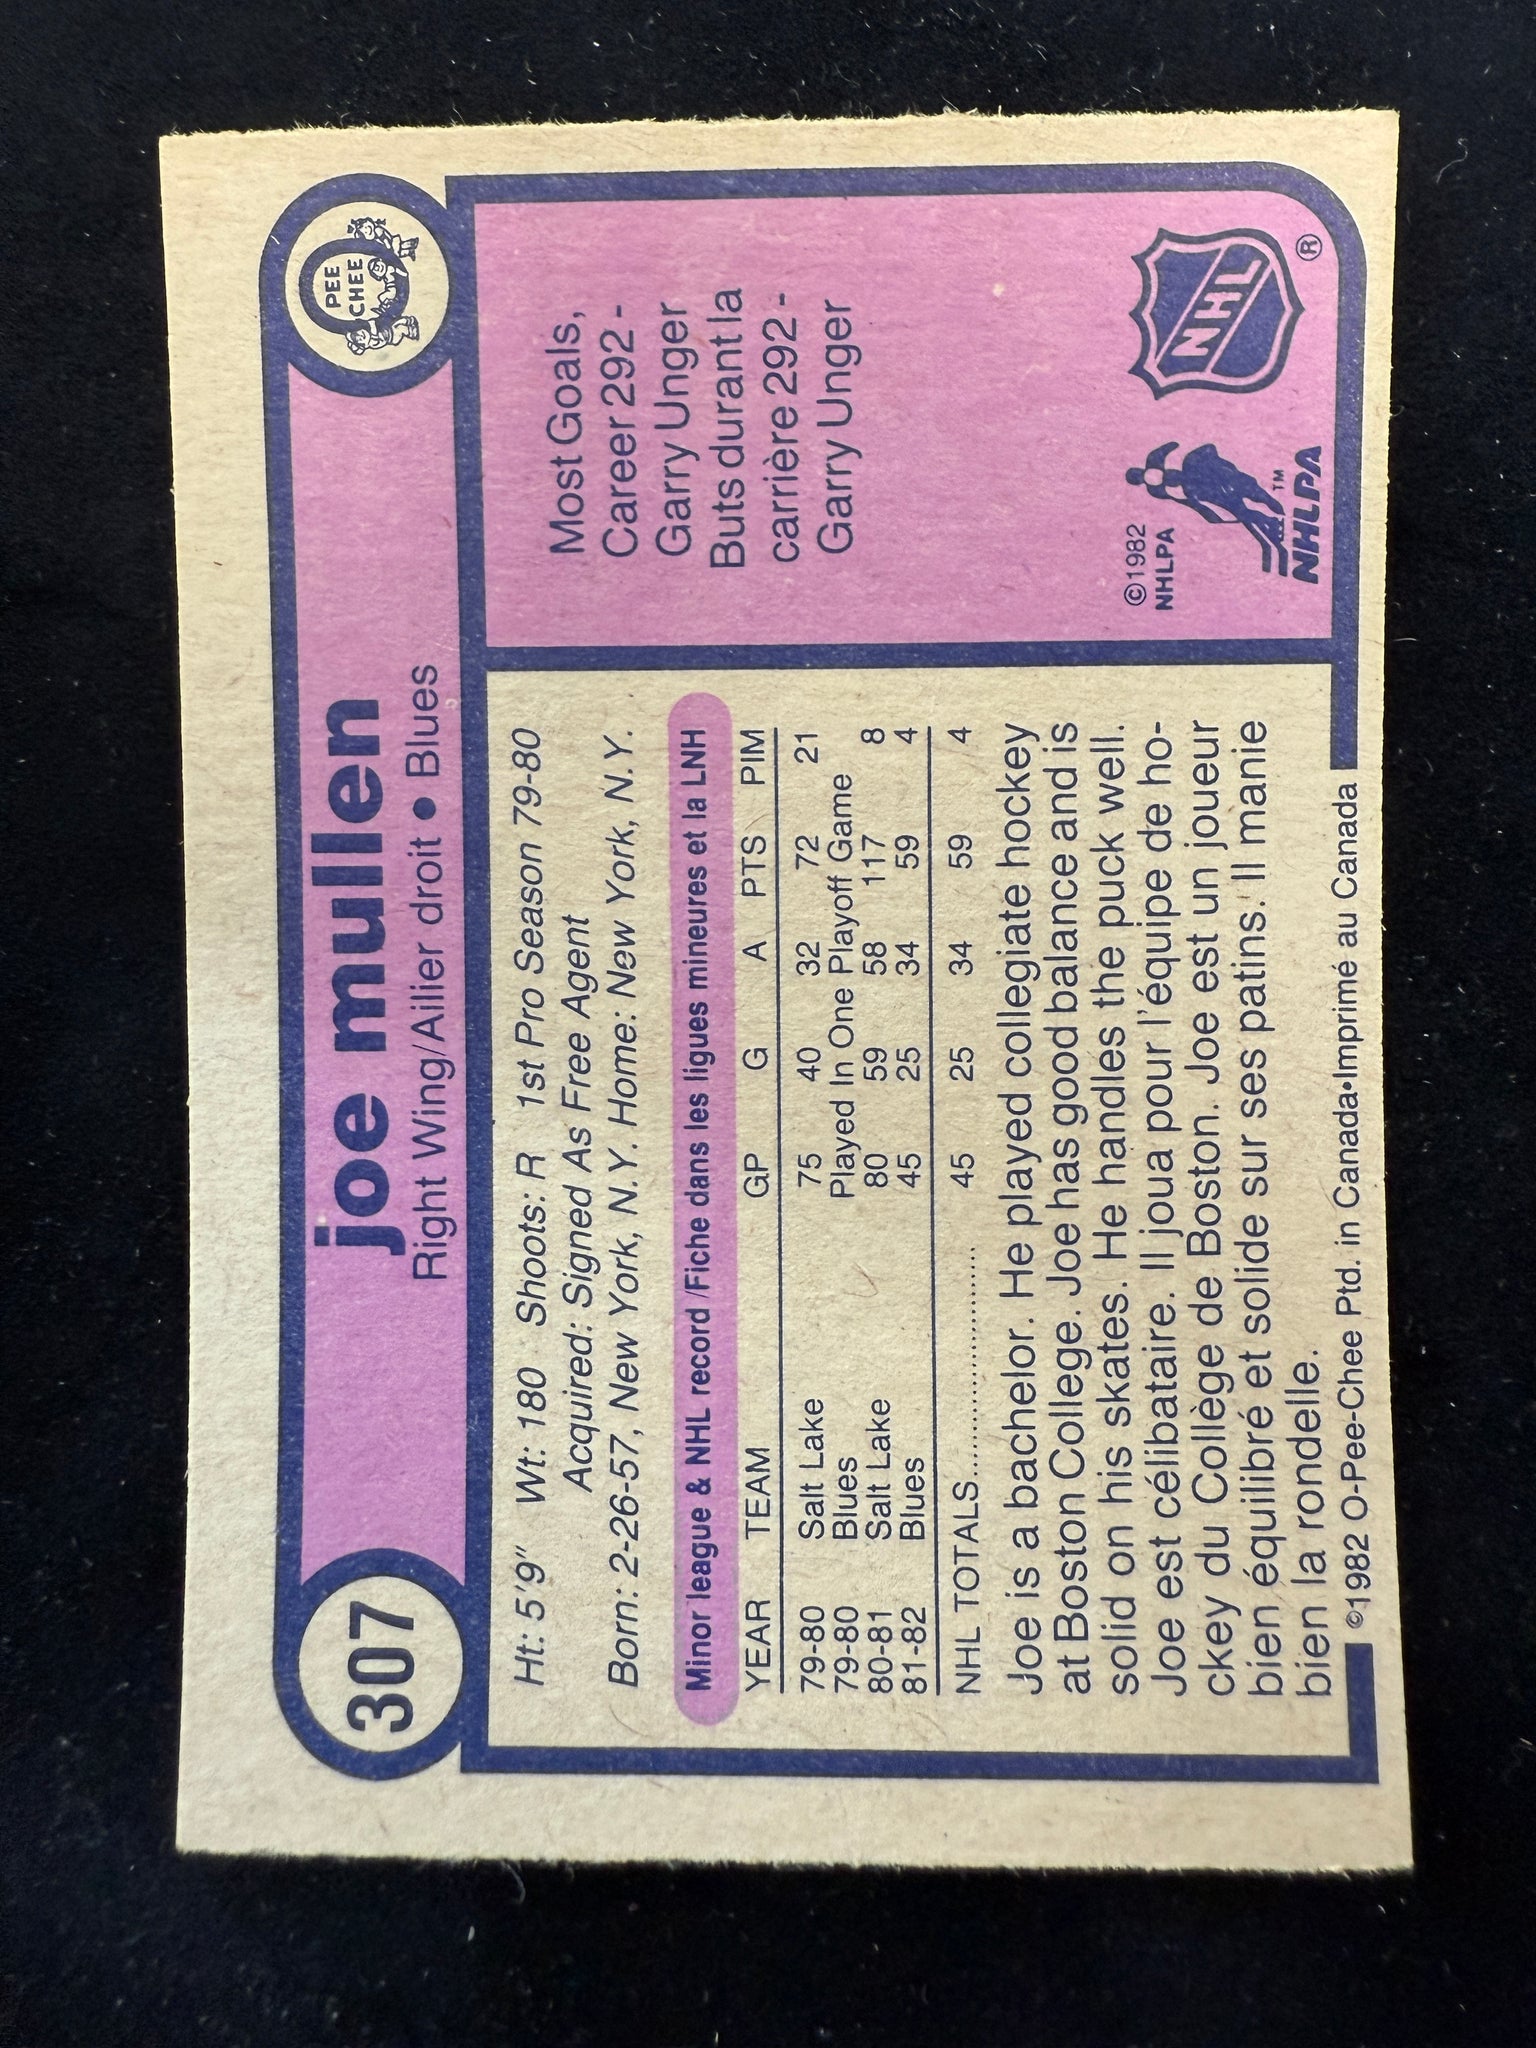 307
joe mullen
Right Wing/Ailier droit • Blues
O
PEE
CHEE
Ht: 5'9" Wt: 180 Shoots: R 1st Pro Season 79-80
Acquired: Signed As Free Agent
Born: 2-26-57, New York, N.Y. Home: New York, N.Y.
Minor league & NHL record /Fiche dans les ligues mineures et la LNH
YEAR TEAM GP G A PTS PIM
79-80 Salt Lake 75 40 32 72 21
79-80 Blues Played In One Playoff Game
80-81 Salt Lake 80 59 58 117 8
81-82 Blues 45 25 34 59 4
NHL TOTALS.................... 45 25 34 59 4
Joe is a bachelor. He played collegiate hockey
at Boston College. Joe has good balance and is
solid on his skates. He handles the puck well.
Joe est célibataire. Il joua pour l'équipe de ho-
ckey du Collège de Boston. Joe est un joueur
bien équilibré et solide sur ses patins. Il manie
bien la rondelle.
©1982 O-Pee-Chee Ptd. in Canada•Imprimé au Canada
Most Goals,
Career 292 -
Garry Unger
Buts durant la
carrière 292 -
Garry Unger
©1982
NHLPA
TM
NHLPA
NHL
®